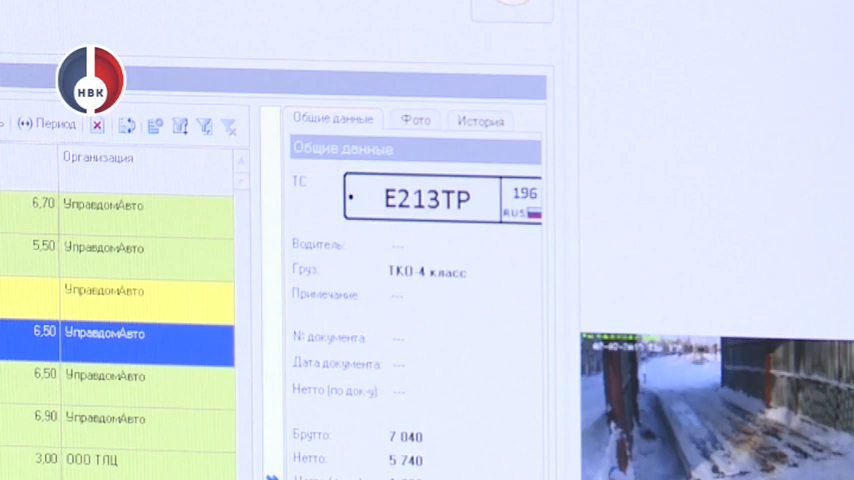 НВК
Период
Организация
6,70 УправдомАвто
5,50 УправдомАвто
УправдомАвто
6,50 УправдомАвто
6,50 УправдомАвто
6,90 УправдомАвто
3,00 ООО ТЛЦ
Общие данные Фото История
Общие данные
ТС: Е213ТР 196 RUS
Водитель: ---
Груз: ТКО-4 класс
Примечание: ---
№ документа: ---
Дата документа: ---
Нетто (по док-у): ---
Брутто: 7 040
Нетто: 5 740